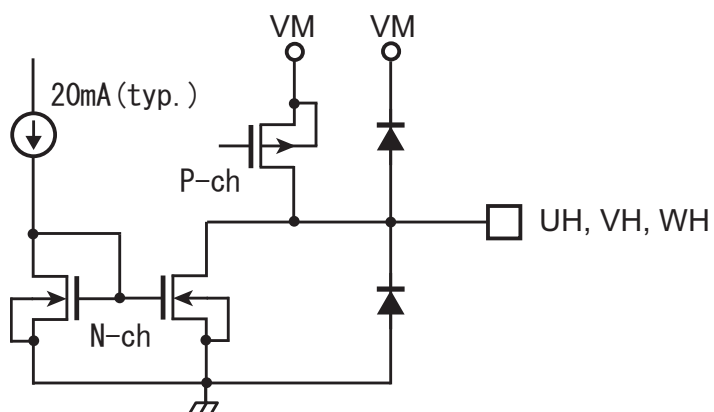 VM VM
20mA(typ.)
P-ch
UH, VH, WH
N-ch